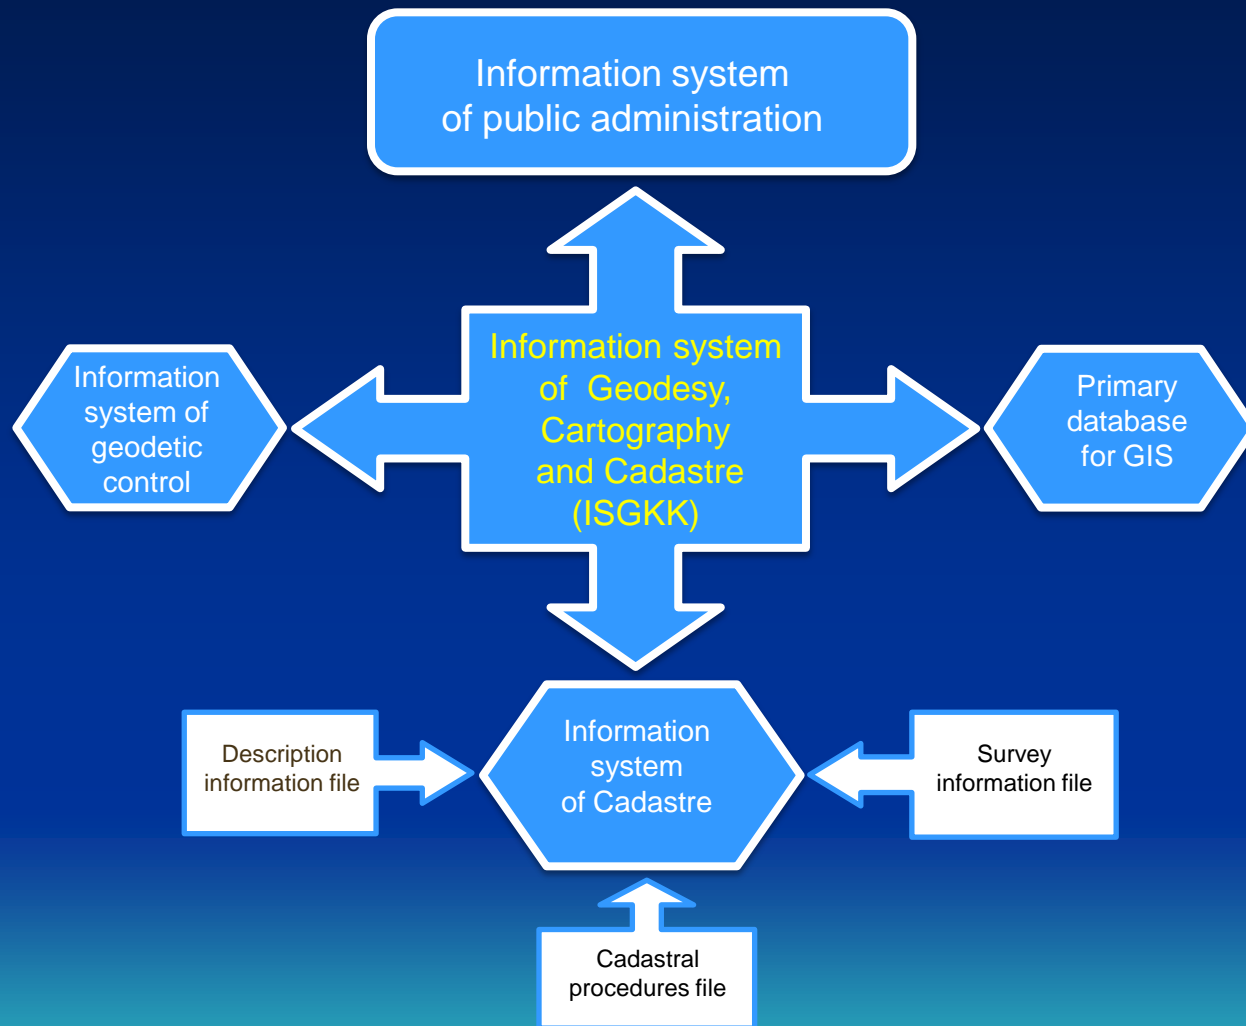 Information system
of public administration
Information system
of Geodesy,
Cartography
and Cadastre
(ISGKK)
Information
system of
geodetic
control
Primary
database
for GIS
Information
system
of Cadastre
Description
information file
Survey
information file
Cadastral
procedures file